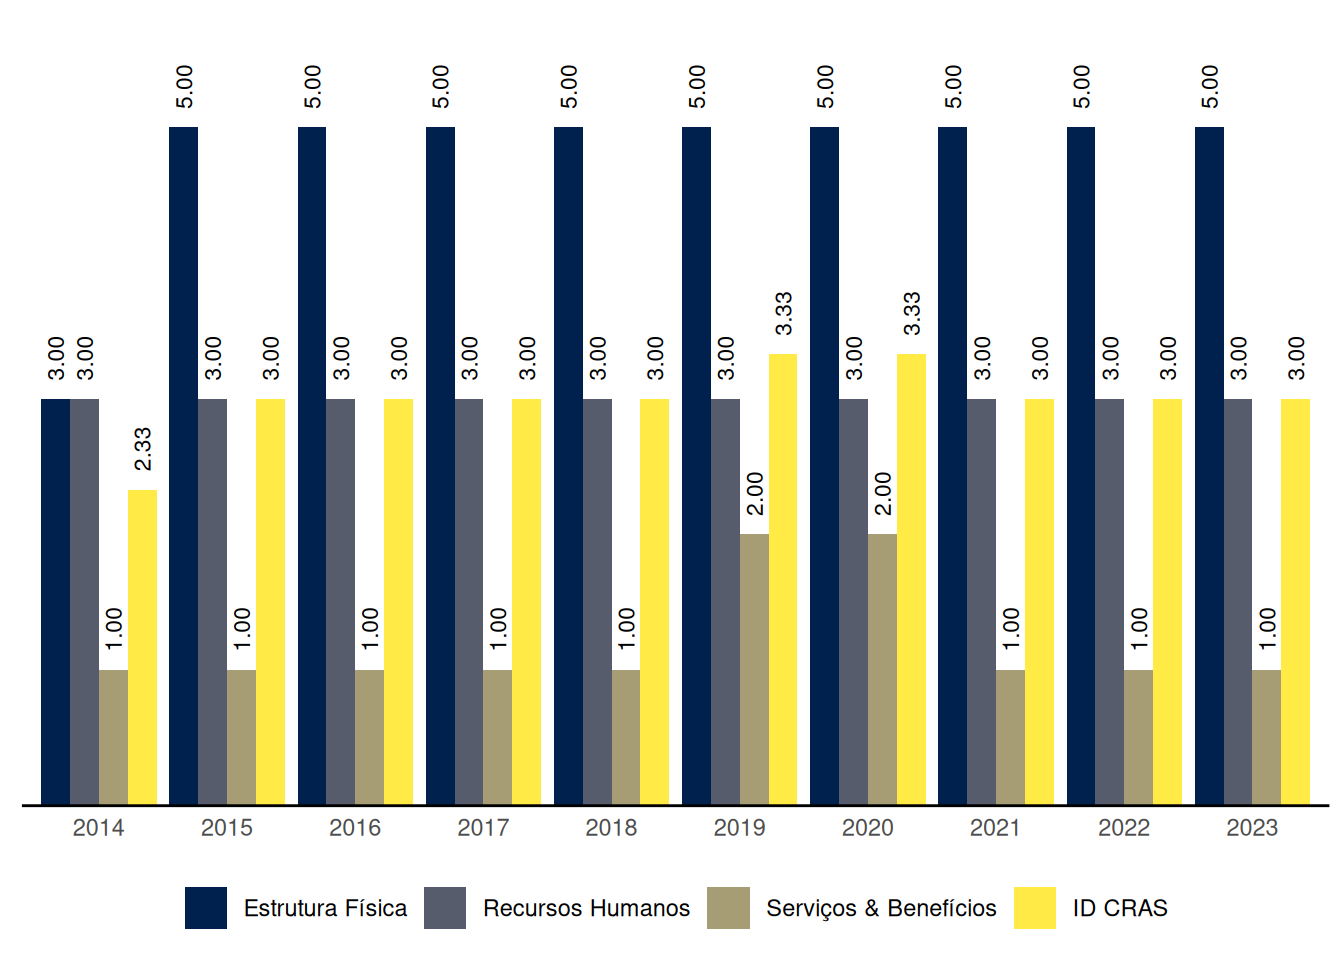 5.00 5.00 5.00 5.00 5.00 5.00 5.00 5.00 5.00
3.33 3.33
3.00 3.00 3.00 3.00 3.00 3.00 3.00 3.00 3.00 3.00 3.00 3.00 3.00 3.00 3.00 3.00 3.00 3.00
2.33
2.00 2.00
1.00 1.00 1.00 1.00 1.00 1.00 1.00 1.00
2014 2015 2016 2017 2018 2019 2020 2021 2022 2023
Estrutura Física Recursos Humanos Serviços & Benefícios ID CRAS